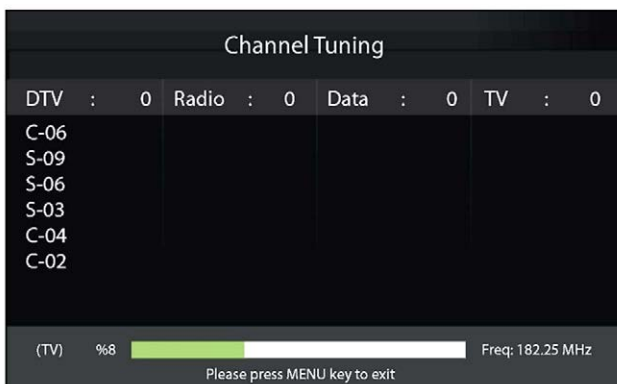 Channel Tuning
DTV : 0 Radio : 0 Data : 0 TV : 0
C-06
S-09
S-06
S-03
C-04
C-02
(TV) %8 Freq: 182.25 MHz
Please press MENU key to exit